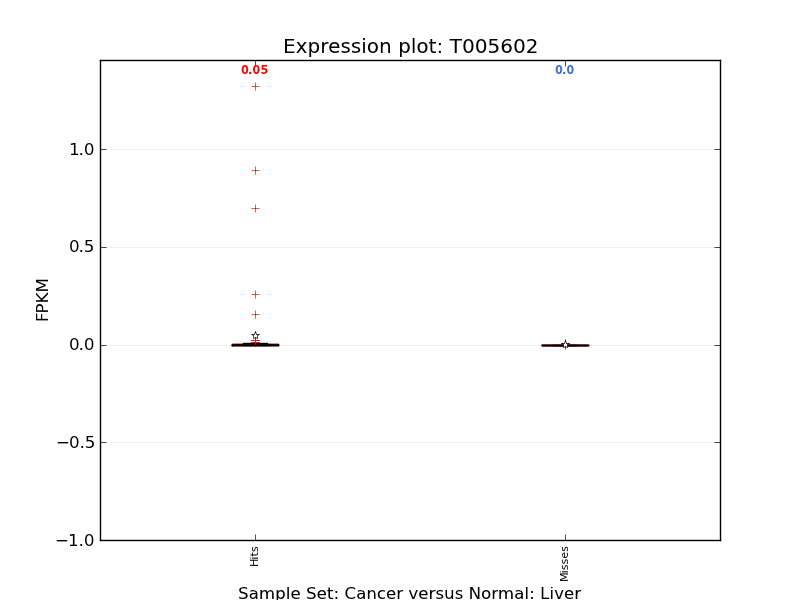 Expression plot: T005602
0.05
0.0
1.0
0.5
0.0
−0.5
−1.0
FPKM
Hits
Misses
Sample Set: Cancer versus Normal: Liver